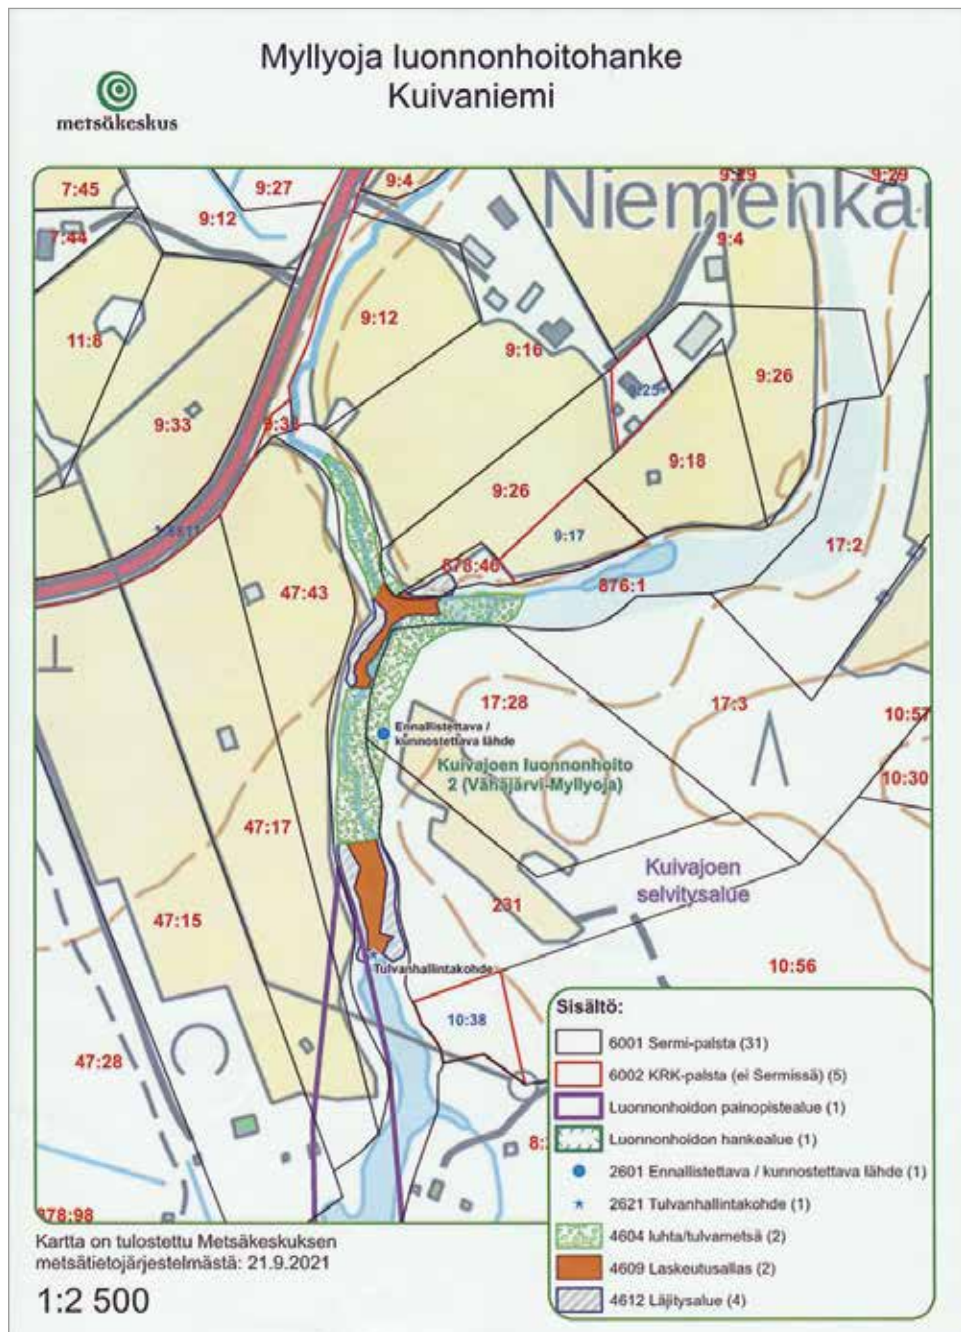 Myllyoja luonnonhoitohanke
Kuivaniemi
metsäkeskus
7:45
9:27
9:4
9:29
9:29
9:12
Niemenka
7:44
9:4
11:8
9:12
9:16
9:26
9:25
9:33
9:18
9:26
9:17
17:2
47:43
878:40
876:1
17:28
17:3
10:57
Ennallistettava /
kunnostettava lähde
Kuivajoen luonnonhoito
2 (Vähäjärvi-Myllyoja)
10:30
47:17
Kuivajoen
selvitysalue
47:15
231
Tulvanhallintakohde
10:56
10:38
47:28
878:98
Sisältö:
6001 Sermi-palsta (31)
6002 KRK-palsta (ei Sermissä) (5)
Luonnonhoidon painopistealue (1)
Luonnonhoidon hankealue (1)
2601 Ennallistettava / kunnostettava lähde (1)
2621 Tulvanhallintakohde (1)
4604 luhta/tulvametsä (2)
4609 Laskeutusallas (2)
4612 Läjitysalue (4)
Kartta on tulostettu Metsäkeskuksen
metsätietojärjestelmästä: 21.9.2021
1:2 500